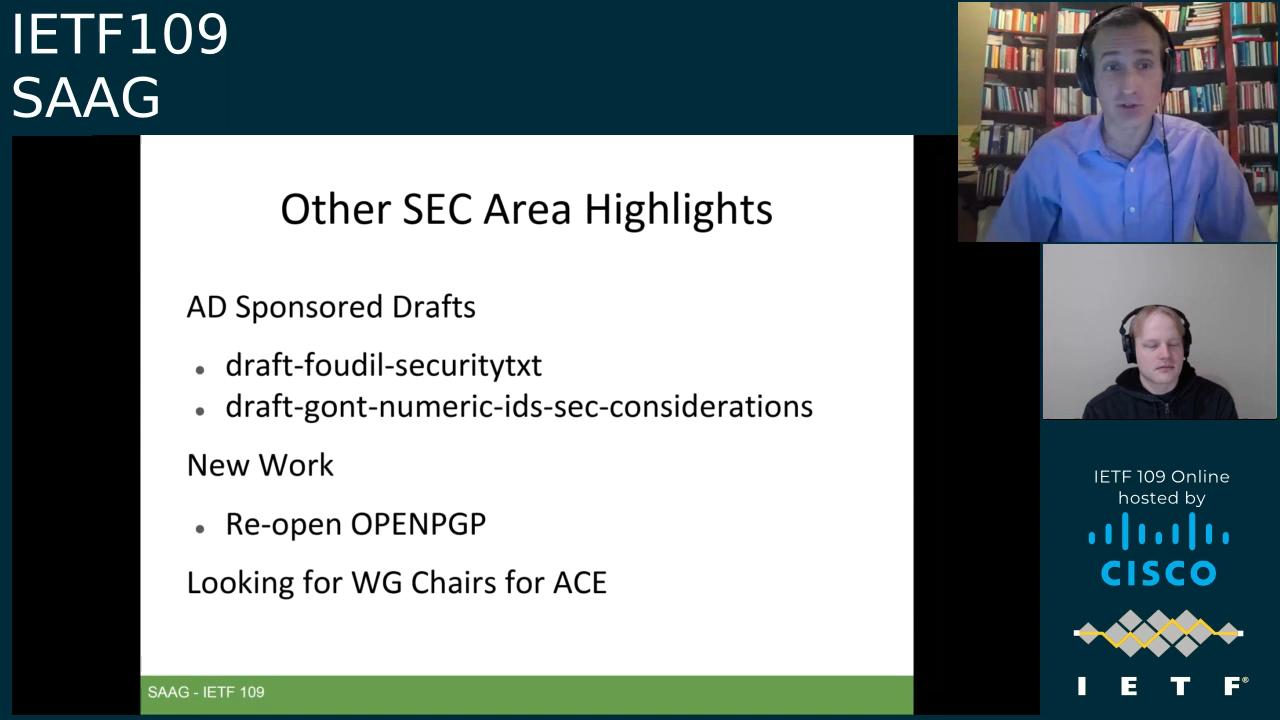 IETF109
SAAG
Other SEC Area Highlights
AD Sponsored Drafts
• draft-foudil-securitytxt
• draft-gont-numeric-ids-sec-considerations
New Work
• Re-open OPENPGP
Looking for WG Chairs for ACE
SAAG - IETF 109
IETF 109 Online
hosted by
CISCO
I E T F®